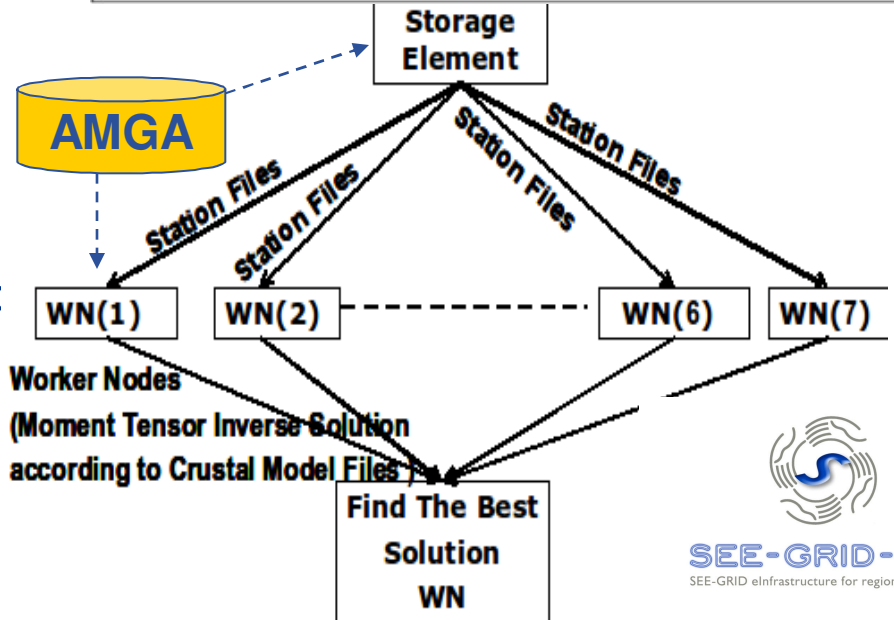 Storage
Element
AMGA
Station Files
Station Files
Station Files
Station Files
WN(1)
WN(2)
WN(6)
WN(7)
Worker Nodes
(Moment Tensor Inverse Solution
according to Crustal Model Files )
Find The Best
Solution
WN
SEE-GRID-
SEE-GRID eInfrastructure for region